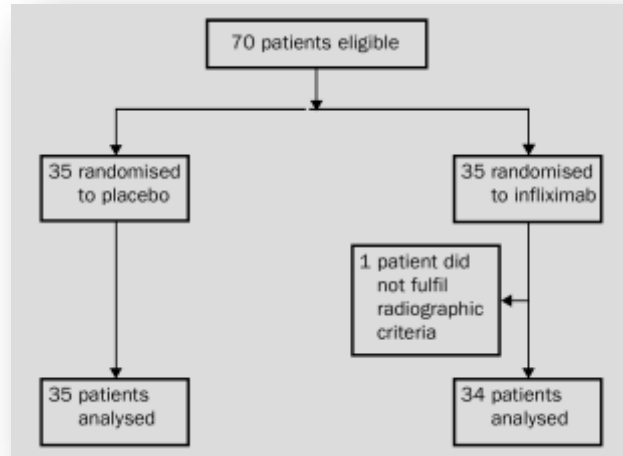 70 patients eligible
35 randomised
to placebo
35 randomised
to infliximab
1 patient did
not fulfil
radiographic
criteria
35 patients
analysed
34 patients
analysed